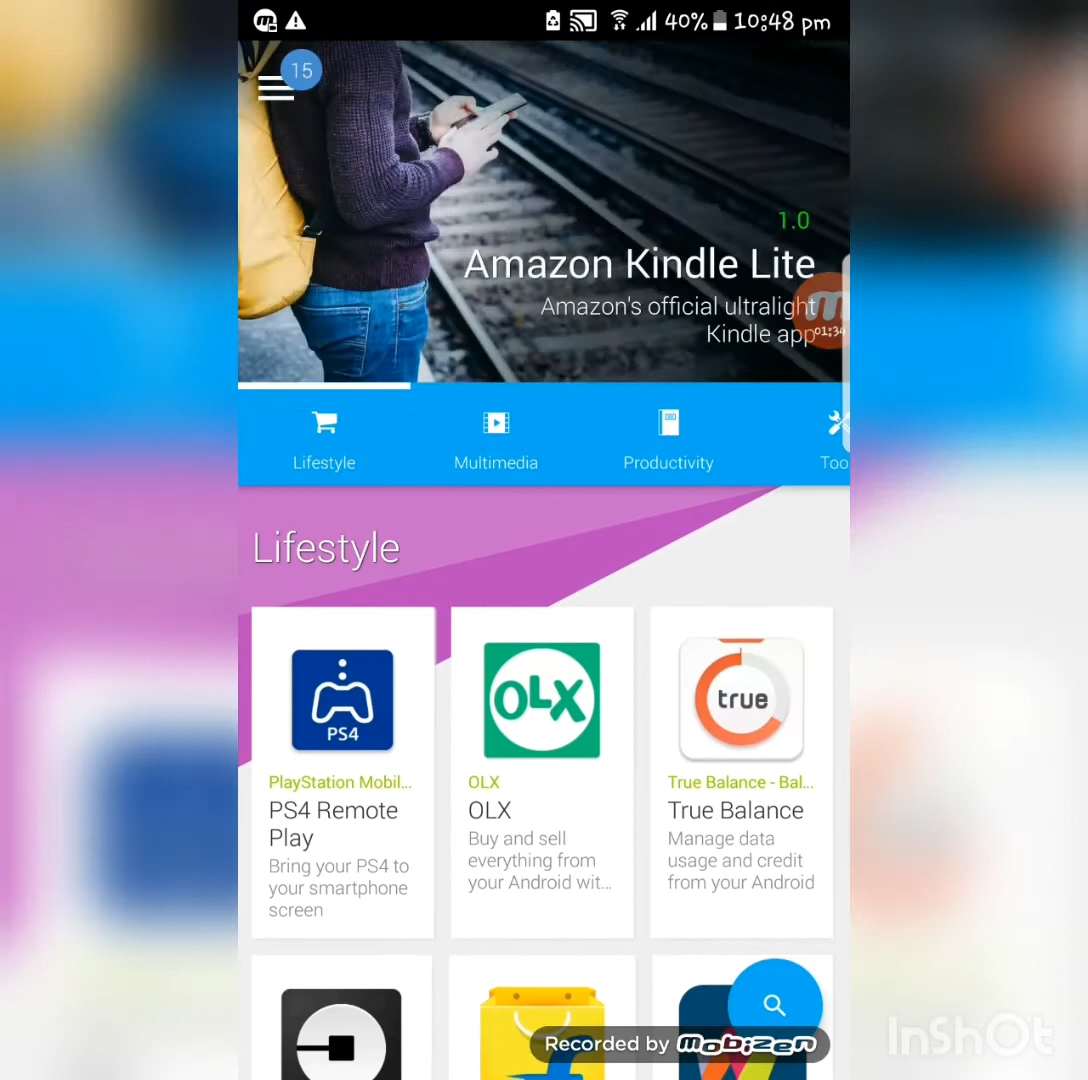 40% 10:48 pm
15
1.0
Amazon Kindle Lite
Amazon's official ultralight
Kindle app
01:34
Lifestyle
Multimedia
Productivity
Too
Lifestyle
PS4
OLX
true
PlayStation Mobil...
OLX
True Balance - Bal...
PS4 Remote
Play
OLX
True Balance
Bring your PS4 to
your smartphone
screen
Buy and sell
everything from
your Android wit...
Manage data
usage and credit
from your Android
Recorded by mobizen
InShOt